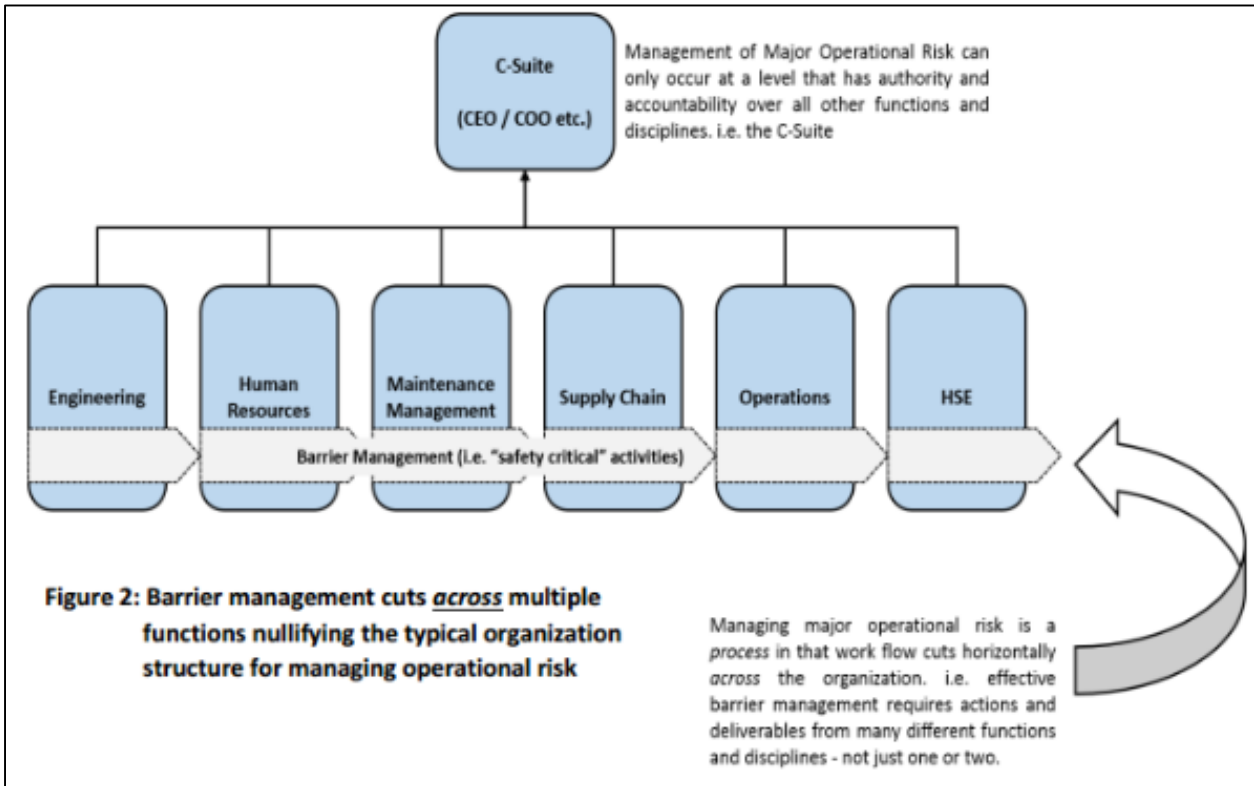 C-Suite
(CEO / COO etc.)
Management of Major Operational Risk can
only occur at a level that has authority and
accountability over all other functions and
disciplines. i.e. the C-Suite
Engineering
Human
Resources
Maintenance
Management
Supply Chain
Operations
HSE
Barrier Management (i.e. “safety critical” activities)
Figure 2: Barrier management cuts across multiple
functions nullifying the typical organization
structure for managing operational risk
Managing major operational risk is a
process in that work flow cuts horizontally
across the organization. i.e. effective
barrier management requires actions and
deliverables from many different functions
and disciplines - not just one or two.